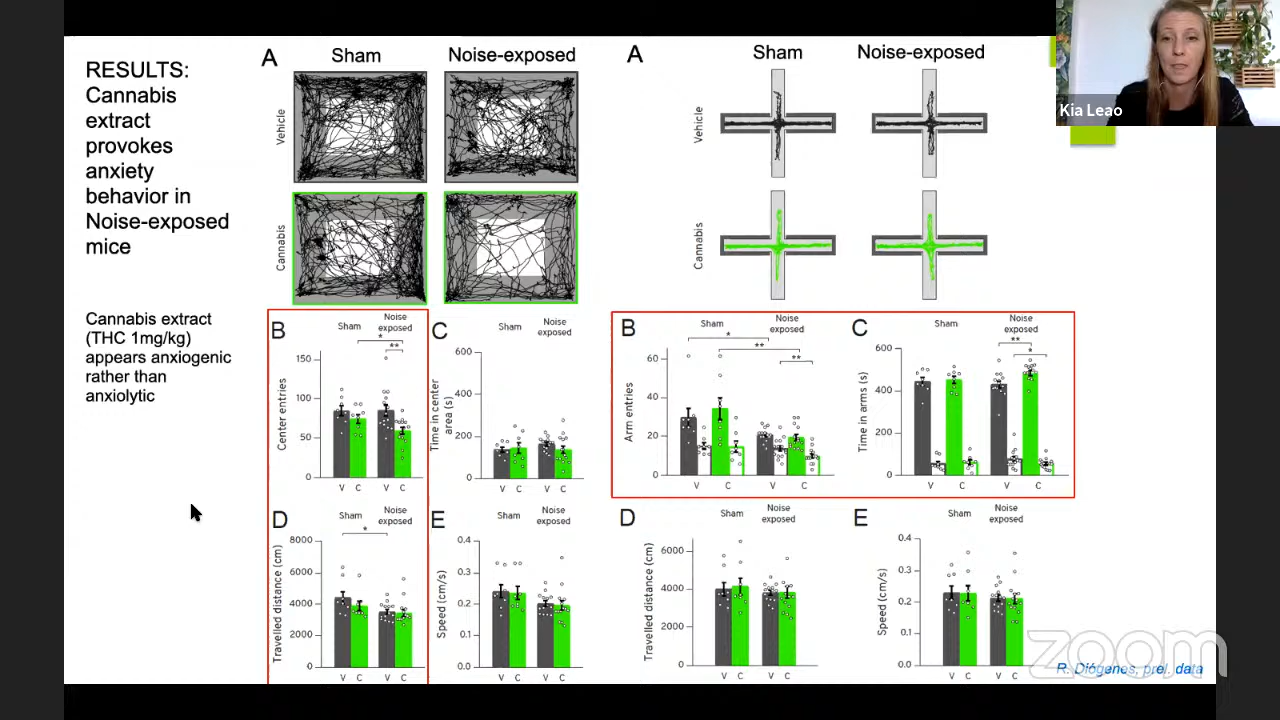 RESULTS:
Cannabis
extract
provokes
anxiety
behavior in
Noise-exposed
mice
Cannabis extract
(THC 1mg/kg)
appears anxiogenic
rather than
anxiolytic
A
Sham
Noise-exposed
Vehicle
Cannabis
B
Sham
Noise
exposed
*
**
150
100
50
0
Center entries
V C V C
C
Sham
Noise
exposed
600
400
200
0
Time in center
area (s)
V C V C
D
Sham
Noise
exposed
*
8000
6000
4000
2000
0
Travelled distance (cm)
V C V C
E
Sham
Noise
exposed
0.4
0.3
0.2
0.1
0.0
Speed (cm/s)
V C V C
A
Sham
Noise-exposed
Vehicle
Cannabis
B
Sham
Noise
exposed
*
**
**
60
40
20
0
Arm entries
V C V C
C
Sham
Noise
exposed
**
*
600
400
200
0
Time in arms (s)
V C V C
D
Sham
Noise
exposed
6000
4000
2000
0
Travelled distance (cm)
V C V C
E
Sham
Noise
exposed
0.4
0.3
0.2
0.1
0.0
Speed (cm/s)
V C V C
R. Diógenes, prel. data
zoom
Kia Leao